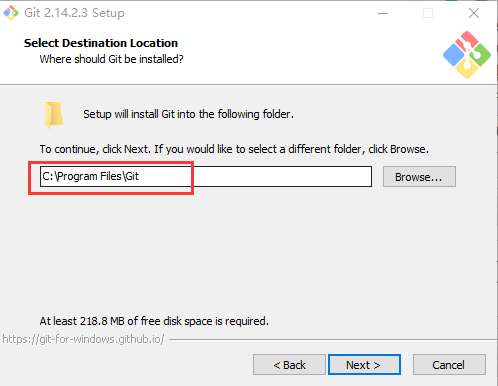 Git 2.14.2.3 Setup
Select Destination Location
Where should Git be installed?
Setup will install Git into the following folder.
To continue, click Next. If you would like to select a different folder, click Browse.
C:\Program Files\Git
Browse...
At least 218.8 MB of free disk space is required.
https://git-for-windows.github.io/
< Back
Next >
Cancel